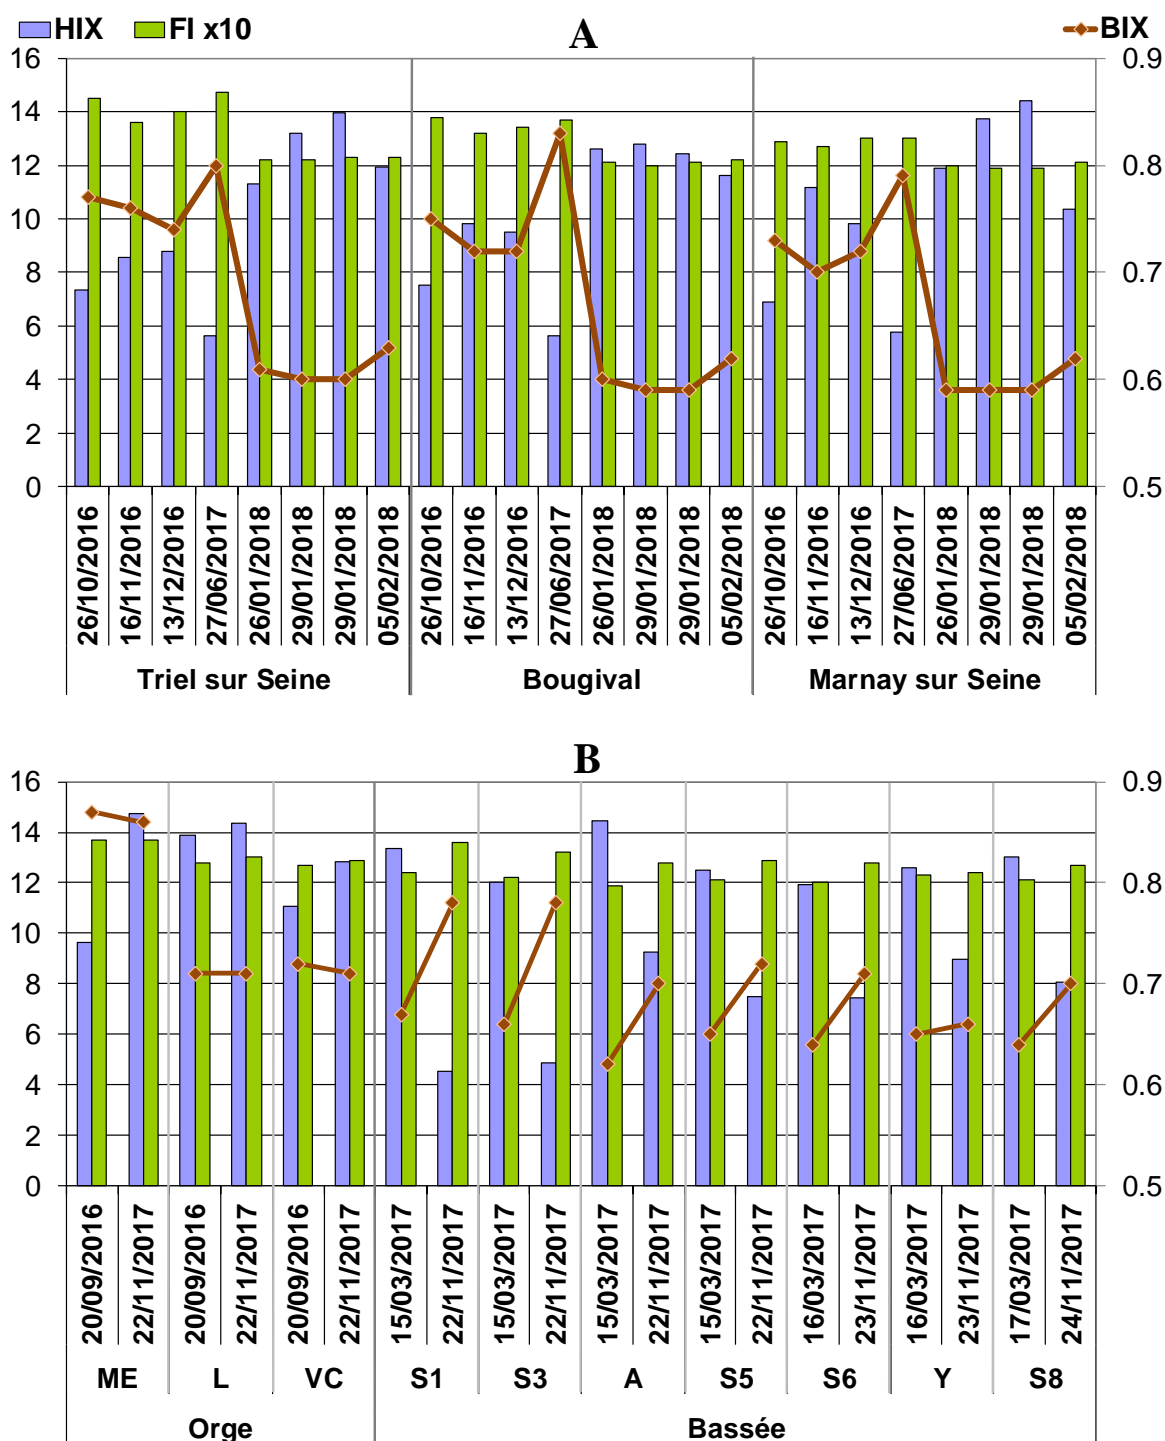 HIX FI x10 A BIX
16 0.9
14
12 0.8
10
8 0.7
6
4 0.6
2
0 0.5
26/10/2016 16/11/2016 13/12/2016 27/06/2017 26/01/2018 29/01/2018 29/01/2018 05/02/2018 26/10/2016 16/11/2016 13/12/2016 27/06/2017 26/01/2018 29/01/2018 29/01/2018 05/02/2018 26/10/2016 16/11/2016 13/12/2016 27/06/2017 26/01/2018 29/01/2018 29/01/2018 05/02/2018
Triel sur Seine Bougival Marnay sur Seine
B
16 0.9
14
12 0.8
10
8 0.7
6
4 0.6
2
0 0.5
20/09/2016 22/11/2017 20/09/2016 22/11/2017 20/09/2016 22/11/2017 15/03/2017 22/11/2017 15/03/2017 22/11/2017 15/03/2017 22/11/2017 15/03/2017 22/11/2017 16/03/2017 23/11/2017 16/03/2017 23/11/2017 17/03/2017 24/11/2017
ME L VC S1 S3 A S5 S6 Y S8
Orge Bassée